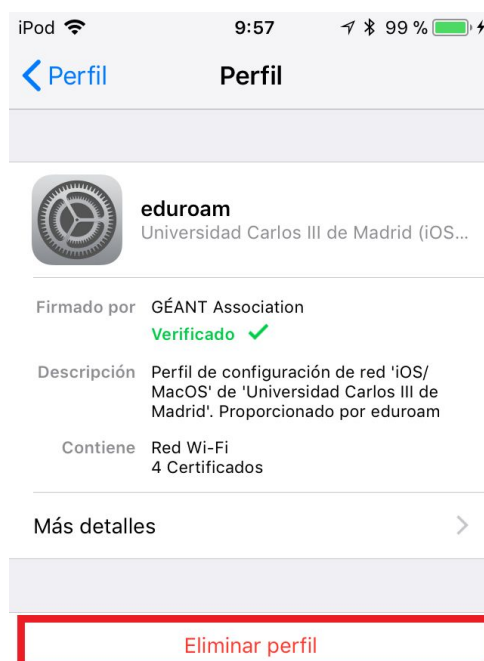 iPod 9:57 99 %
Perfil Perfil
eduroam
Universidad Carlos III de Madrid (iOS...
Firmado por GÉANT Association
Verificado
Descripción Perfil de configuración de red 'iOS/
MacOS' de 'Universidad Carlos III de
Madrid'. Proporcionado por eduroam
Contiene Red Wi-Fi
4 Certificados
Más detalles
Eliminar perfil